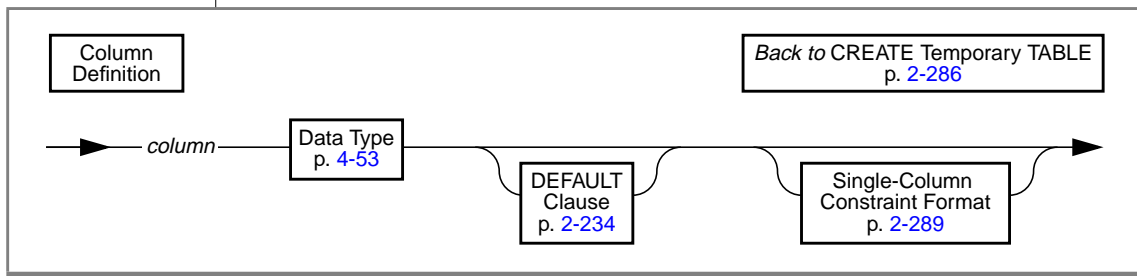 Column
Definition
Back to CREATE Temporary TABLE
p. 2-286
column
Data Type
p. 4-53
DEFAULT
Clause
p. 2-234
Single-Column
Constraint Format
p. 2-289